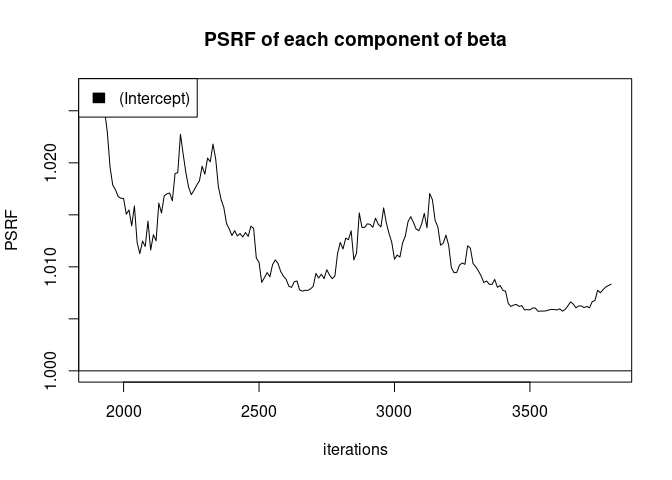 PSRF of each component of beta
(Intercept)
PSRF
1.020
1.010
1.000
2000 2500 3000 3500
iterations